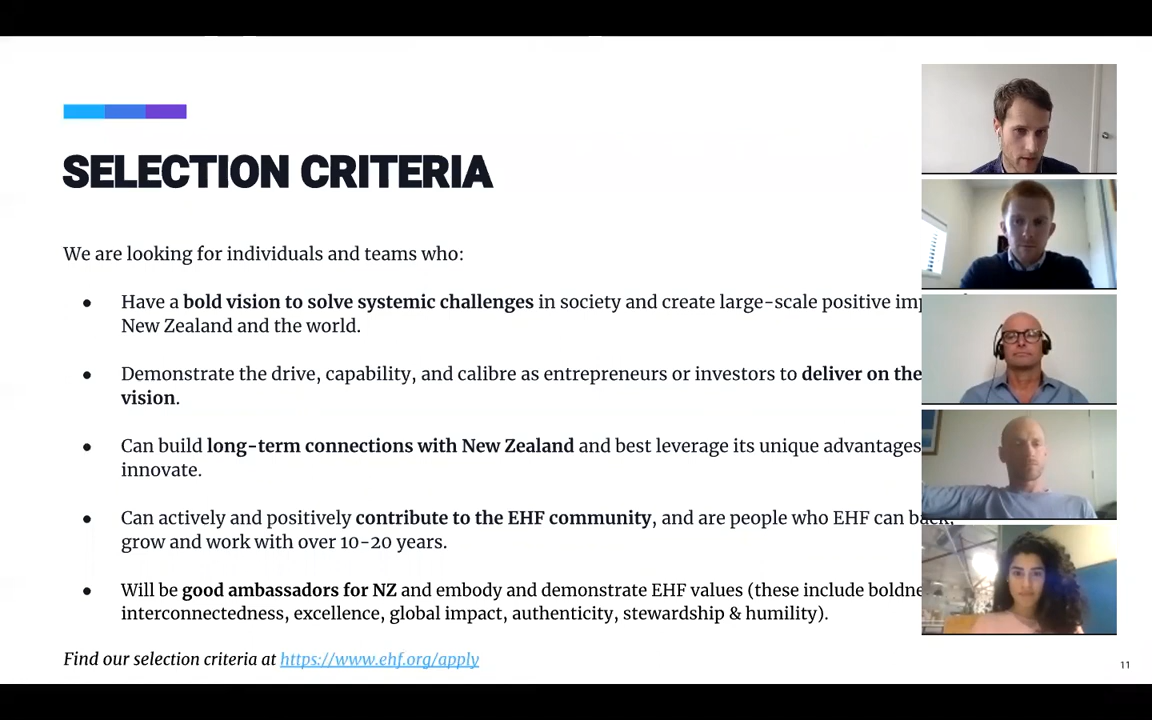 SELECTION CRITERIA
We are looking for individuals and teams who:
● Have a bold vision to solve systemic challenges in society and create large-scale positive
New Zealand and the world.
● Demonstrate the drive, capability, and calibre as entrepreneurs or investors to deliver on the
vision.
● Can build long-term connections with New Zealand and best leverage its unique advantages
innovate.
● Can actively and positively contribute to the EHF community, and are people who EHF can back,
grow and work with over 10-20 years.
● Will be good ambassadors for NZ and embody and demonstrate EHF values (these include
interconnectedness, excellence, global impact, authenticity, stewardship & humility).
Find our selection criteria at https://www.ehf.org/apply
11